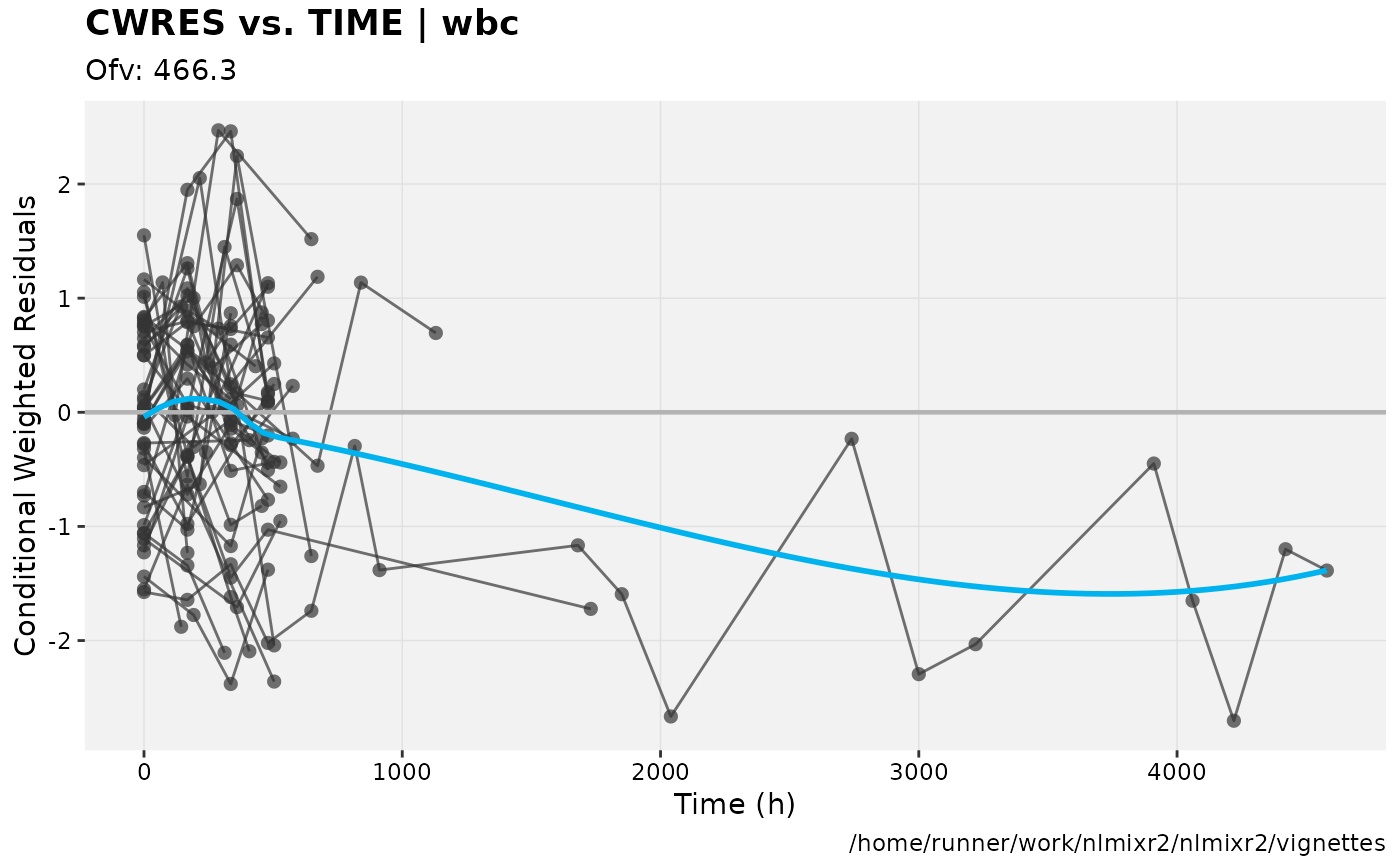 CWRES vs. TIME | wbc
Ofv: 466.3
Conditional Weighted Residuals
2
1
0
-1
-2
0 1000 2000 3000 4000
Time (h)
/home/runner/work/nlmixr2/nlmixr2/vignettes